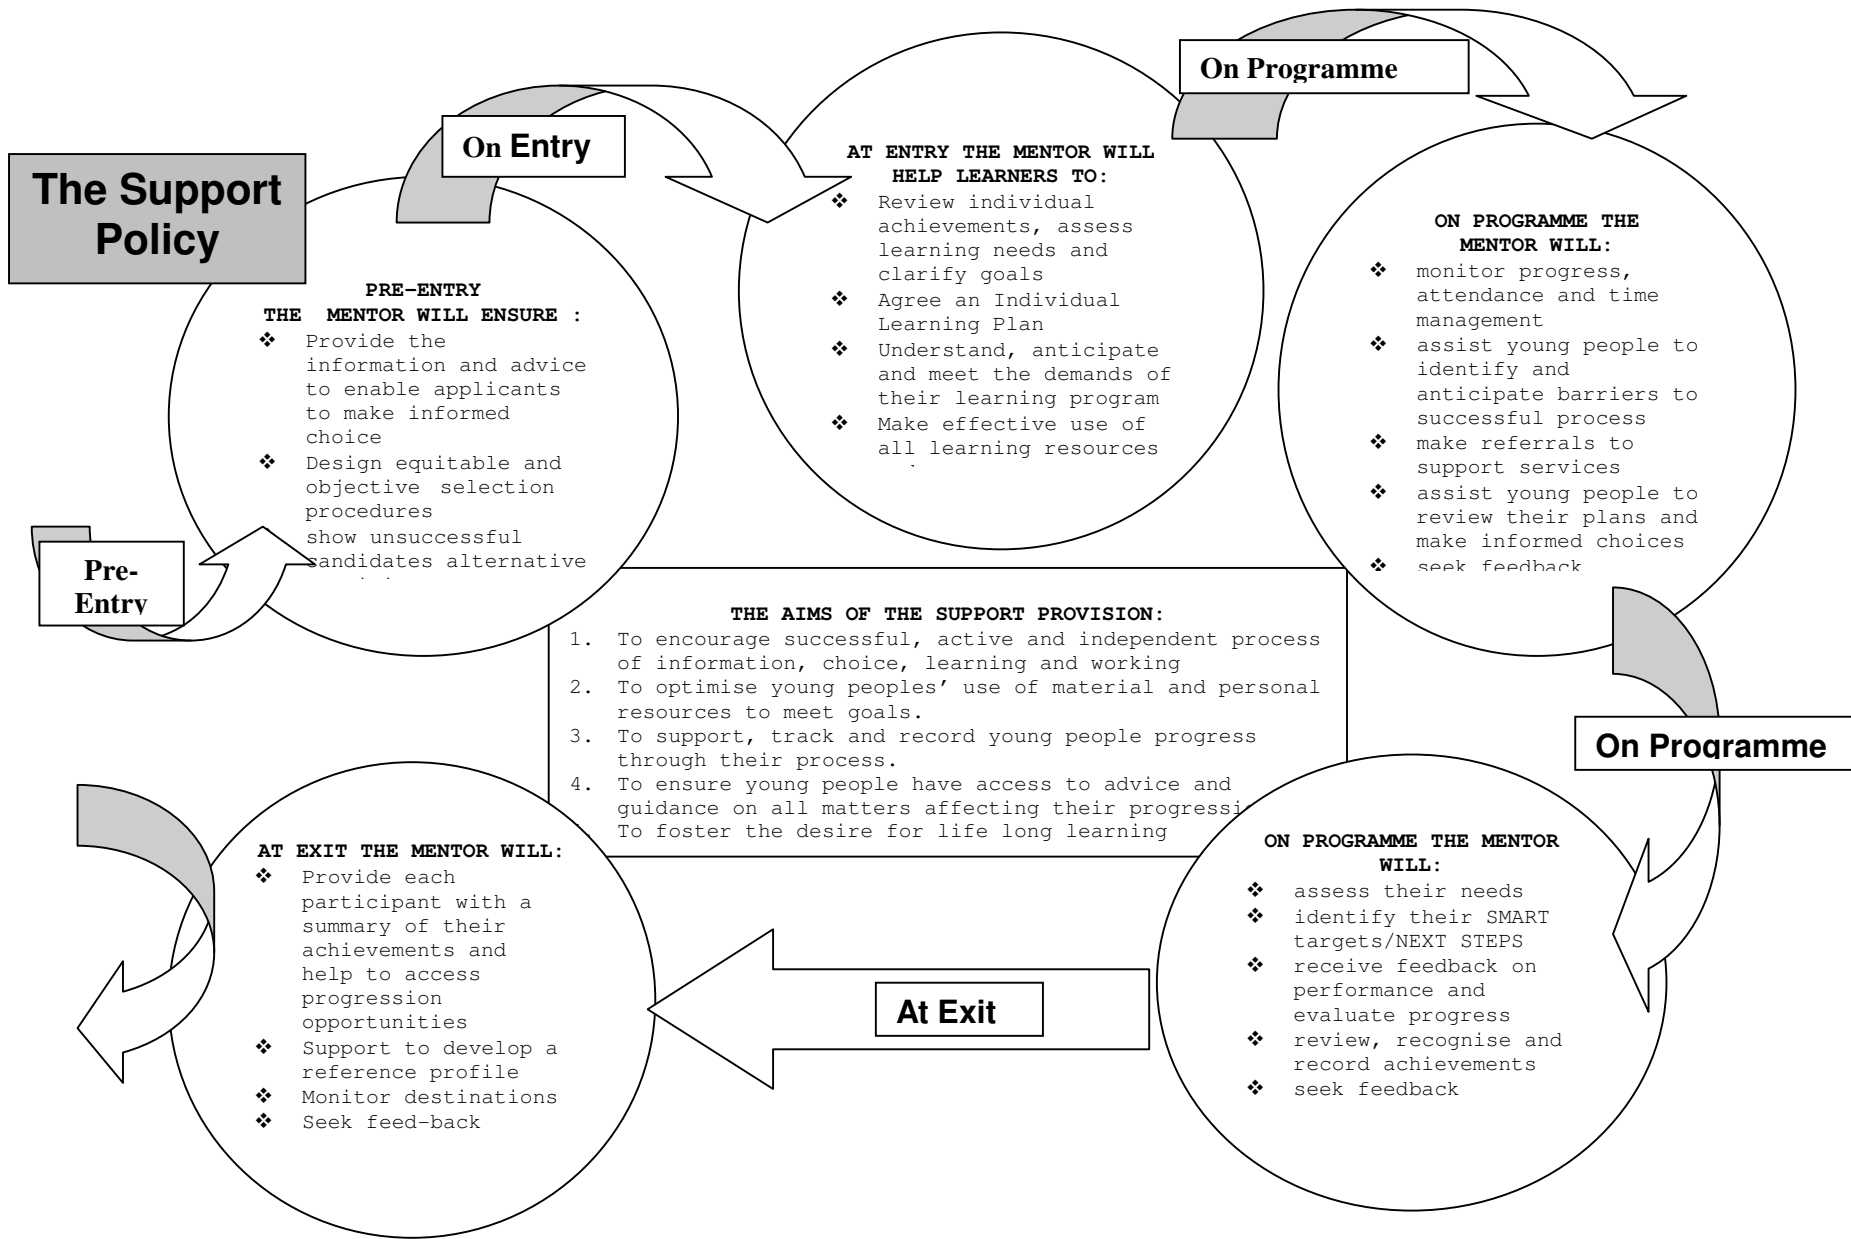 The Support
Policy
Pre-
Entry
PRE-ENTRY
THE MENTOR WILL ENSURE :
❖ Provide the
information and advice
to enable applicants
to make informed
choice
❖ Design equitable and
objective selection
procedures
show unsuccessful
candidates alternative
On Entry
AT ENTRY THE MENTOR WILL
HELP LEARNERS TO:
❖ Review individual
achievements, assess
learning needs and
clarify goals
❖ Agree an Individual
Learning Plan
❖ Understand, anticipate
and meet the demands of
their learning program
❖ Make effective use of
all learning resources
On Programme
ON PROGRAMME THE
MENTOR WILL:
❖ monitor progress,
attendance and time
management
❖ assist young people to
identify and
anticipate barriers to
successful process
❖ make referrals to
support services
❖ assist young people to
review their plans and
make informed choices
❖ seek feedback
THE AIMS OF THE SUPPORT PROVISION:
1. To encourage successful, active and independent process
of information, choice, learning and working
2. To optimise young peoples’ use of material and personal
resources to meet goals.
3. To support, track and record young people progress
through their process.
4. To ensure young people have access to advice and
guidance on all matters affecting their
To foster the desire for life long learning
On Programme
ON PROGRAMME THE MENTOR
WILL:
❖ assess their needs
❖ identify their SMART
targets/NEXT STEPS
❖ receive feedback on
performance and
evaluate progress
❖ review, recognise and
record achievements
❖ seek feedback
At Exit
AT EXIT THE MENTOR WILL:
❖ Provide each
participant with a
summary of their
achievements and
help to access
progression
opportunities
❖ Support to develop a
reference profile
❖ Monitor destinations
❖ Seek feed-back